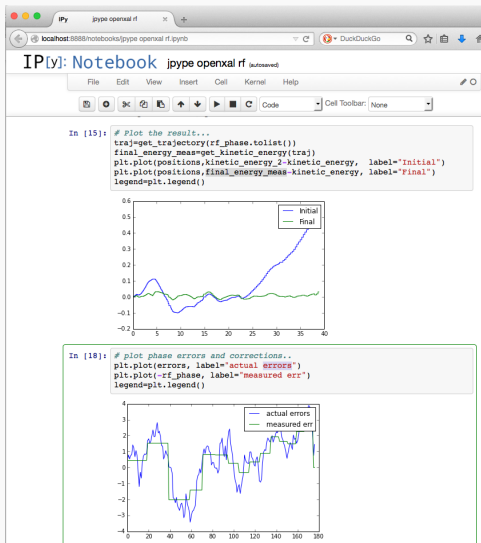 IPy jpype openxal rf × +
localhost:8888/notebooks/jpype openxal rf.ipynb DuckDuckGo
IP[y]: Notebook jpype openxal rf (autosaved)
File Edit View Insert Cell Kernel Help
Code Cell Toolbar: None
In [15]: # Plot the result...
traj=get_trajectory(rf_phase.tolist())
final_energy_meas=get_kinetic_energy(traj)
plt.plot(positions,kinetic_energy_2-kinetic_energy, label="Initial")
plt.plot(positions,final_energy_meas-kinetic_energy, label="Final")
legend=plt.legend()
0.6
Initial
0.5
Final
0.4
0.3
0.2
0.1
0.0
−0.1
−0.2
0 5 10 15 20 25 30 35 40
In [18]: # plot phase errors and corrections..
plt.plot(errors, label="actual errors")
plt.plot(-rf_phase, label="measured err")
legend=plt.legend()
4
actual errors
3
measured err
2
1
0
−1
−2
−3
−4
0 20 40 60 80 100 120 140 160 180